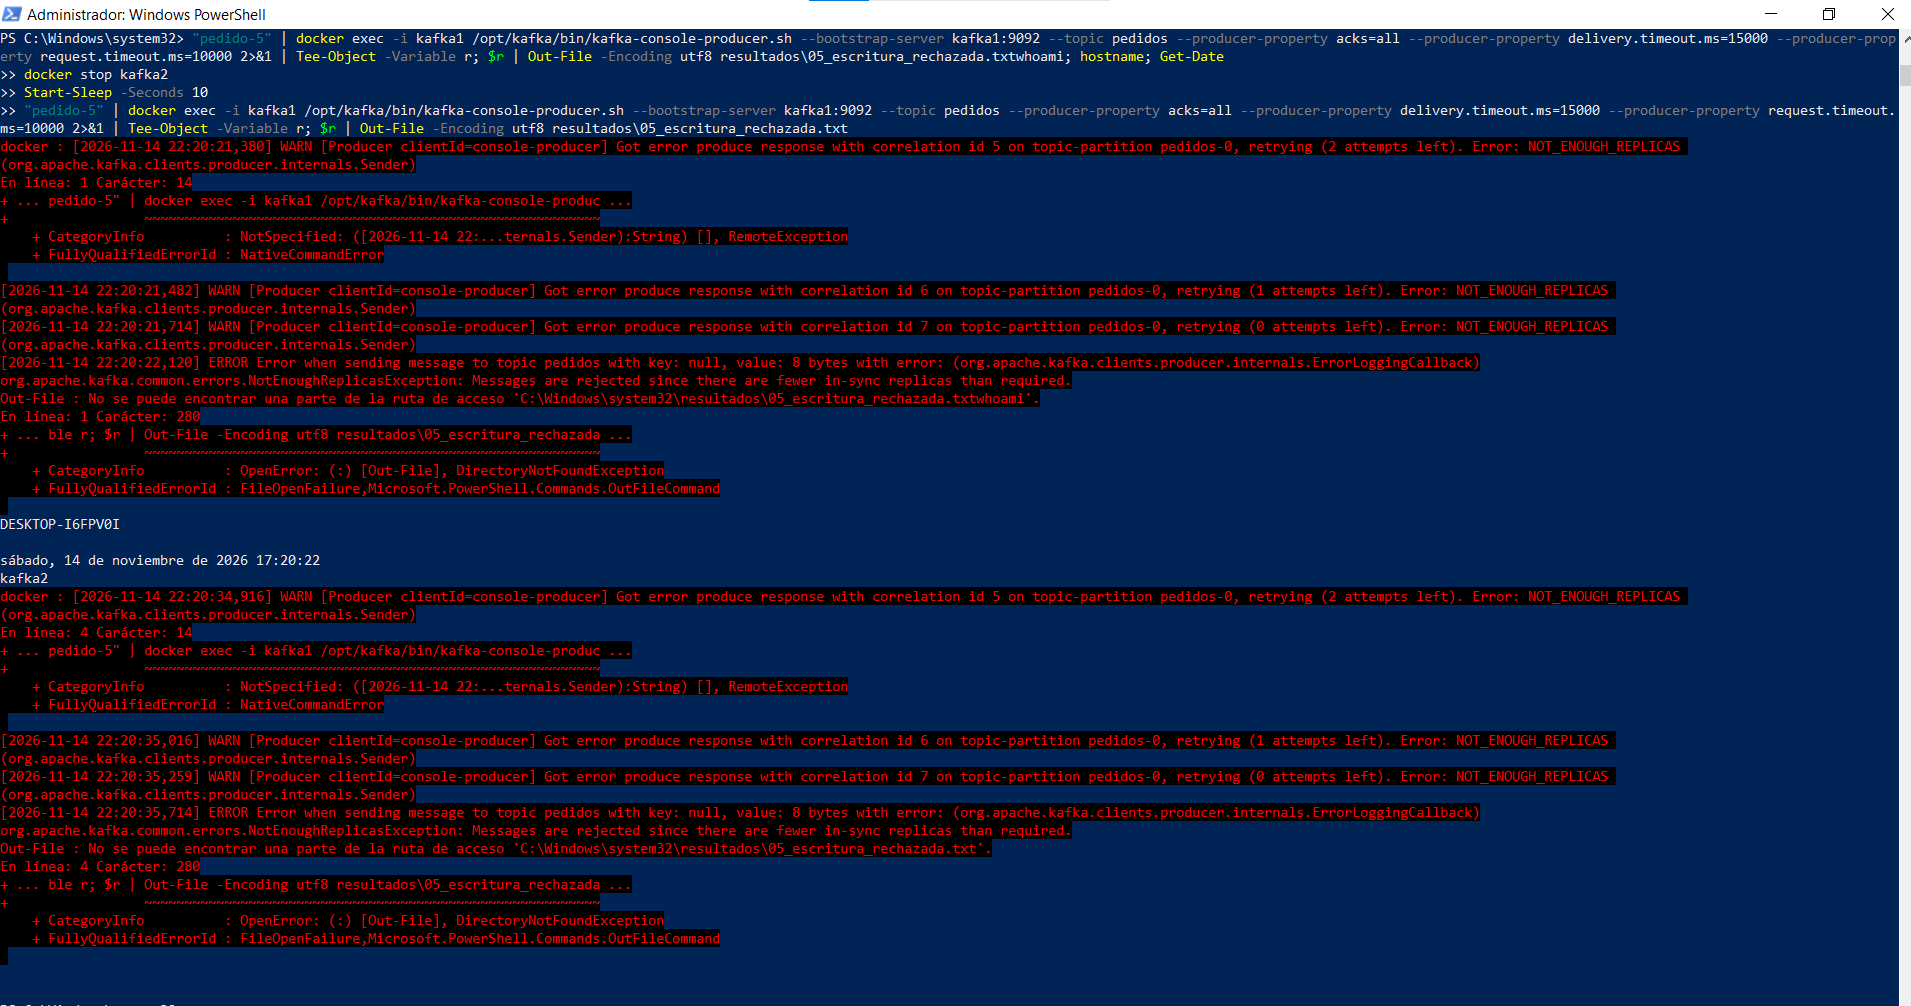 Administrador: Windows PowerShell
PS C:\Windows\system32> "pedido-5" | docker exec -i kafka1 /opt/kafka/bin/kafka-console-producer.sh --bootstrap-server kafka1:9092 --topic pedidos --producer-property acks=all --producer-property delivery.timeout.ms=15000 --producer-prop
erty request.timeout.ms=10000 2>&1 | Tee-Object -Variable r; $r | Out-File -Encoding utf8 resultados\05_escritura_rechazada.txtwhoami; hostname; Get-Date
>> docker stop kafka2
>> Start-Sleep -Seconds 10
>> "pedido-5" | docker exec -i kafka1 /opt/kafka/bin/kafka-console-producer.sh --bootstrap-server kafka1:9092 --topic pedidos --producer-property acks=all --producer-property delivery.timeout.ms=15000 --producer-property request.timeout.
ms=10000 2>&1 | Tee-Object -Variable r; $r | Out-File -Encoding utf8 resultados\05_escritura_rechazada.txt
docker : [2026-11-14 22:20:21,380] WARN [Producer clientId=console-producer] Got error produce response with correlation id 5 on topic-partition pedidos-0, retrying (2 attempts left). Error: NOT_ENOUGH_REPLICAS
(org.apache.kafka.clients.producer.internals.Sender)
En línea: 1 Carácter: 14
+ ... pedido-5" | docker exec -i kafka1 /opt/kafka/bin/kafka-console-produc ...
+                 ~~~~~~~~~~~~~~~~~~~~~~~~~~~~~~~~~~~~~~~~~~~~~~~~~~~~~~~~~
    + CategoryInfo          : NotSpecified: ([2026-11-14 22:...ternals.Sender):String) [], RemoteException
    + FullyQualifiedErrorId : NativeCommandError
[2026-11-14 22:20:21,482] WARN [Producer clientId=console-producer] Got error produce response with correlation id 6 on topic-partition pedidos-0, retrying (1 attempts left). Error: NOT_ENOUGH_REPLICAS
(org.apache.kafka.clients.producer.internals.Sender)
[2026-11-14 22:20:21,714] WARN [Producer clientId=console-producer] Got error produce response with correlation id 7 on topic-partition pedidos-0, retrying (0 attempts left). Error: NOT_ENOUGH_REPLICAS
(org.apache.kafka.clients.producer.internals.Sender)
[2026-11-14 22:20:22,120] ERROR Error when sending message to topic pedidos with key: null, value: 8 bytes with error: (org.apache.kafka.clients.producer.internals.ErrorLoggingCallback)
org.apache.kafka.common.errors.NotEnoughReplicasException: Messages are rejected since there are fewer in-sync replicas than required.
Out-File : No se puede encontrar una parte de la ruta de acceso 'C:\Windows\system32\resultados\05_escritura_rechazada.txtwhoami'.
En línea: 1 Carácter: 280
+ ... ble r; $r | Out-File -Encoding utf8 resultados\05_escritura_rechazada ...
+                 ~~~~~~~~~~~~~~~~~~~~~~~~~~~~~~~~~~~~~~~~~~~~~~~~~~~~~~~~~
    + CategoryInfo          : OpenError: (:) [Out-File], DirectoryNotFoundException
    + FullyQualifiedErrorId : FileOpenFailure,Microsoft.PowerShell.Commands.OutFileCommand
DESKTOP-I6FPV0I
sábado, 14 de noviembre de 2026 17:20:22
kafka2
docker : [2026-11-14 22:20:34,916] WARN [Producer clientId=console-producer] Got error produce response with correlation id 5 on topic-partition pedidos-0, retrying (2 attempts left). Error: NOT_ENOUGH_REPLICAS
(org.apache.kafka.clients.producer.internals.Sender)
En línea: 4 Carácter: 14
+ ... pedido-5" | docker exec -i kafka1 /opt/kafka/bin/kafka-console-produc ...
+                 ~~~~~~~~~~~~~~~~~~~~~~~~~~~~~~~~~~~~~~~~~~~~~~~~~~~~~~~~~
    + CategoryInfo          : NotSpecified: ([2026-11-14 22:...ternals.Sender):String) [], RemoteException
    + FullyQualifiedErrorId : NativeCommandError
[2026-11-14 22:20:35,016] WARN [Producer clientId=console-producer] Got error produce response with correlation id 6 on topic-partition pedidos-0, retrying (1 attempts left). Error: NOT_ENOUGH_REPLICAS
(org.apache.kafka.clients.producer.internals.Sender)
[2026-11-14 22:20:35,259] WARN [Producer clientId=console-producer] Got error produce response with correlation id 7 on topic-partition pedidos-0, retrying (0 attempts left). Error: NOT_ENOUGH_REPLICAS
(org.apache.kafka.clients.producer.internals.Sender)
[2026-11-14 22:20:35,714] ERROR Error when sending message to topic pedidos with key: null, value: 8 bytes with error: (org.apache.kafka.clients.producer.internals.ErrorLoggingCallback)
org.apache.kafka.common.errors.NotEnoughReplicasException: Messages are rejected since there are fewer in-sync replicas than required.
Out-File : No se puede encontrar una parte de la ruta de acceso 'C:\Windows\system32\resultados\05_escritura_rechazada.txt'.
En línea: 4 Carácter: 280
+ ... ble r; $r | Out-File -Encoding utf8 resultados\05_escritura_rechazada ...
+                 ~~~~~~~~~~~~~~~~~~~~~~~~~~~~~~~~~~~~~~~~~~~~~~~~~~~~~~~~~
    + CategoryInfo          : OpenError: (:) [Out-File], DirectoryNotFoundException
    + FullyQualifiedErrorId : FileOpenFailure,Microsoft.PowerShell.Commands.OutFileCommand